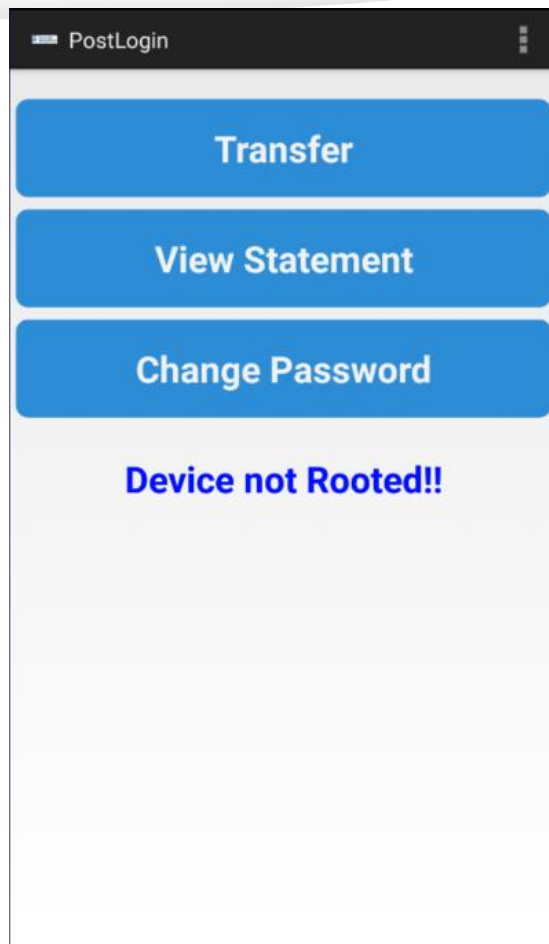 PostLogin
Transfer
View Statement
Change Password
Device not Rooted!!